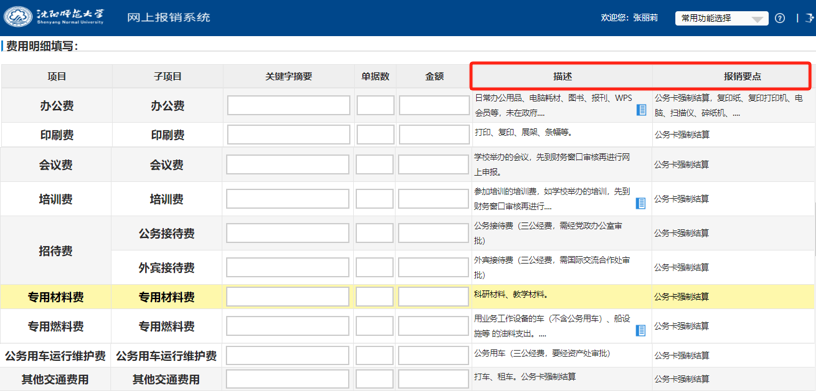 沈阳师范大学
Shenyang Normal University
网上报销系统
欢迎您：张丽莉
常用功能选择
费用明细填写：
项目 子项目 关键字摘要 单据数 金额 描述 报销要点
办公费 办公费 日常办公用品、电脑耗材、图书、报刊、WPS 公务卡强制结算。复印纸、复印打印机、电
会员等，未在政府.... 脑、扫描仪、碎纸机、....
印刷费 印刷费 打印、复印、展架、条幅等。 公务卡强制结算
会议费 会议费 学校举办的会议，先到财务窗口审核再进行网 公务卡强制结算
上申报。
培训费 培训费 参加培训的培训费，如学校举办的培训，先到 公务卡强制结算
财务窗口审核再进行....
招待费 公务接待费 公务接待费（三公经费，需经党政办公室审 公务卡强制结算
批）
外宾接待费 外宾接待费（三公经费，需国际交流合作处审 公务卡强制结算
批）
专用材料费 专用材料费 科研材料、教学材料。 公务卡强制结算
专用燃料费 专用燃料费 用业务工作设备的车（不含公务用车）、船设 公务卡强制结算
施等 的油料支出。....
公务用车运行维护费 公务用车运行维护费 公务用车（三公经费，要经资产处审批） 公务卡强制结算
其他交通费用 其他交通费用 打车、租车。公务卡强制结算 公务卡强制结算